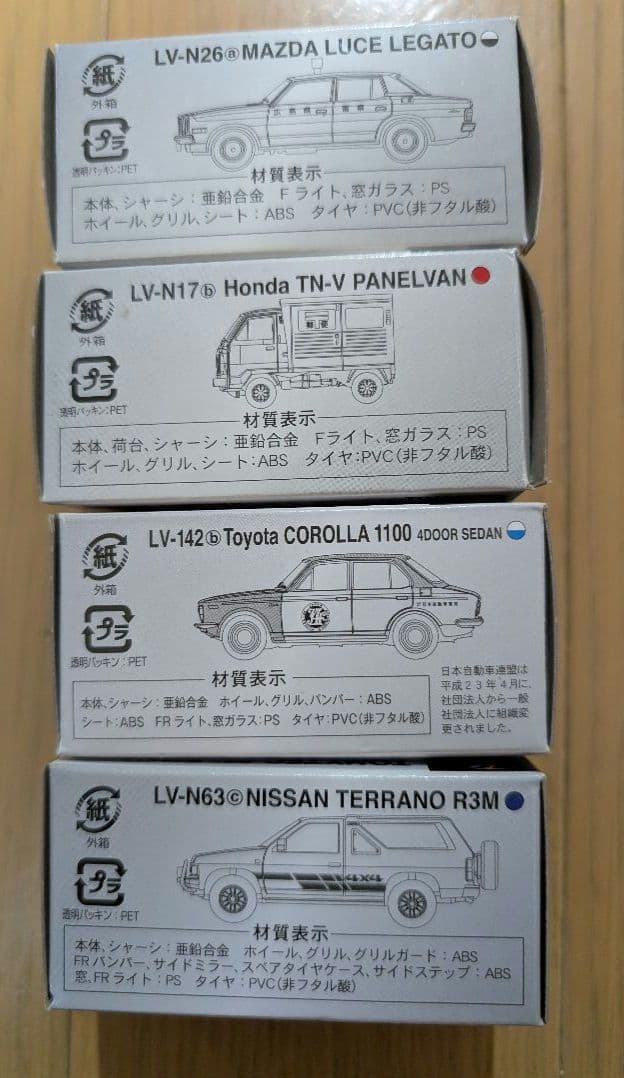 LV-N26ⓐMAZDA LUCE LEGATO
紙
外箱
広島県 警察
プラ
透明パッキン:PET
材質表示
本体、シャーシ:亜鉛合金 Fライト、窓ガラス:PS
ホイール、グリル、シート:ABS タイヤ:PVC(非フタル酸)
LV-N17ⓑ Honda TN-V PANELVAN
紙
外箱
郵便
プラ
透明パッキン:PET
材質表示
本体、荷台、シャーシ:亜鉛合金 Fライト、窓ガラス:PS
ホイール、グリル、シート:ABS タイヤ:PVC(非フタル酸)
LV-142ⓑToyota COROLLA 1100 4DOOR SEDAN
紙
外箱
プラ
透明パッキン:PET
JAF
材質表示
本体、シャーシ:亜鉛合金 ホイール、グリル、バンパー:ABS
シート:ABS FRライト、窓ガラス:PS タイヤ:PVC(非フタル酸)
日本自動車連盟は
平成23年4月に、
社団法人から一般
社団法人に組織変
更されました。
LV-N63ⓒNISSAN TERRANO R3M
紙
外箱
4X4
プラ
透明パッキン:PET
材質表示
本体、シャーシ:亜鉛合金 ホイール、グリル、グリルガード:ABS
FRバンパー、サイドミラー、スペアタイヤケース、サイドステップ:ABS
窓、FRライト:PS タイヤ:PVC(非フタル酸)